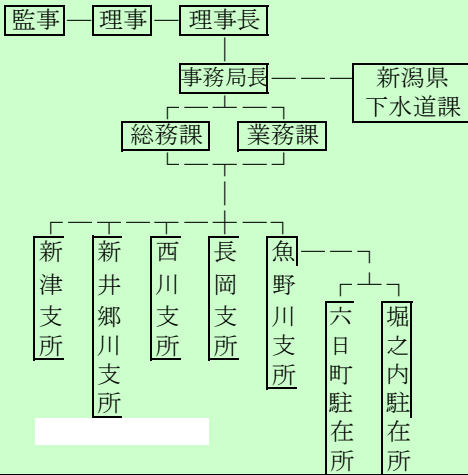 監事 理事 理事長
事務局長
新潟県
下水道課
総務課 業務課
新津支所
新井郷川支所
西川支所
長岡支所
魚野川支所
六日町駐在所
堀之内駐在所